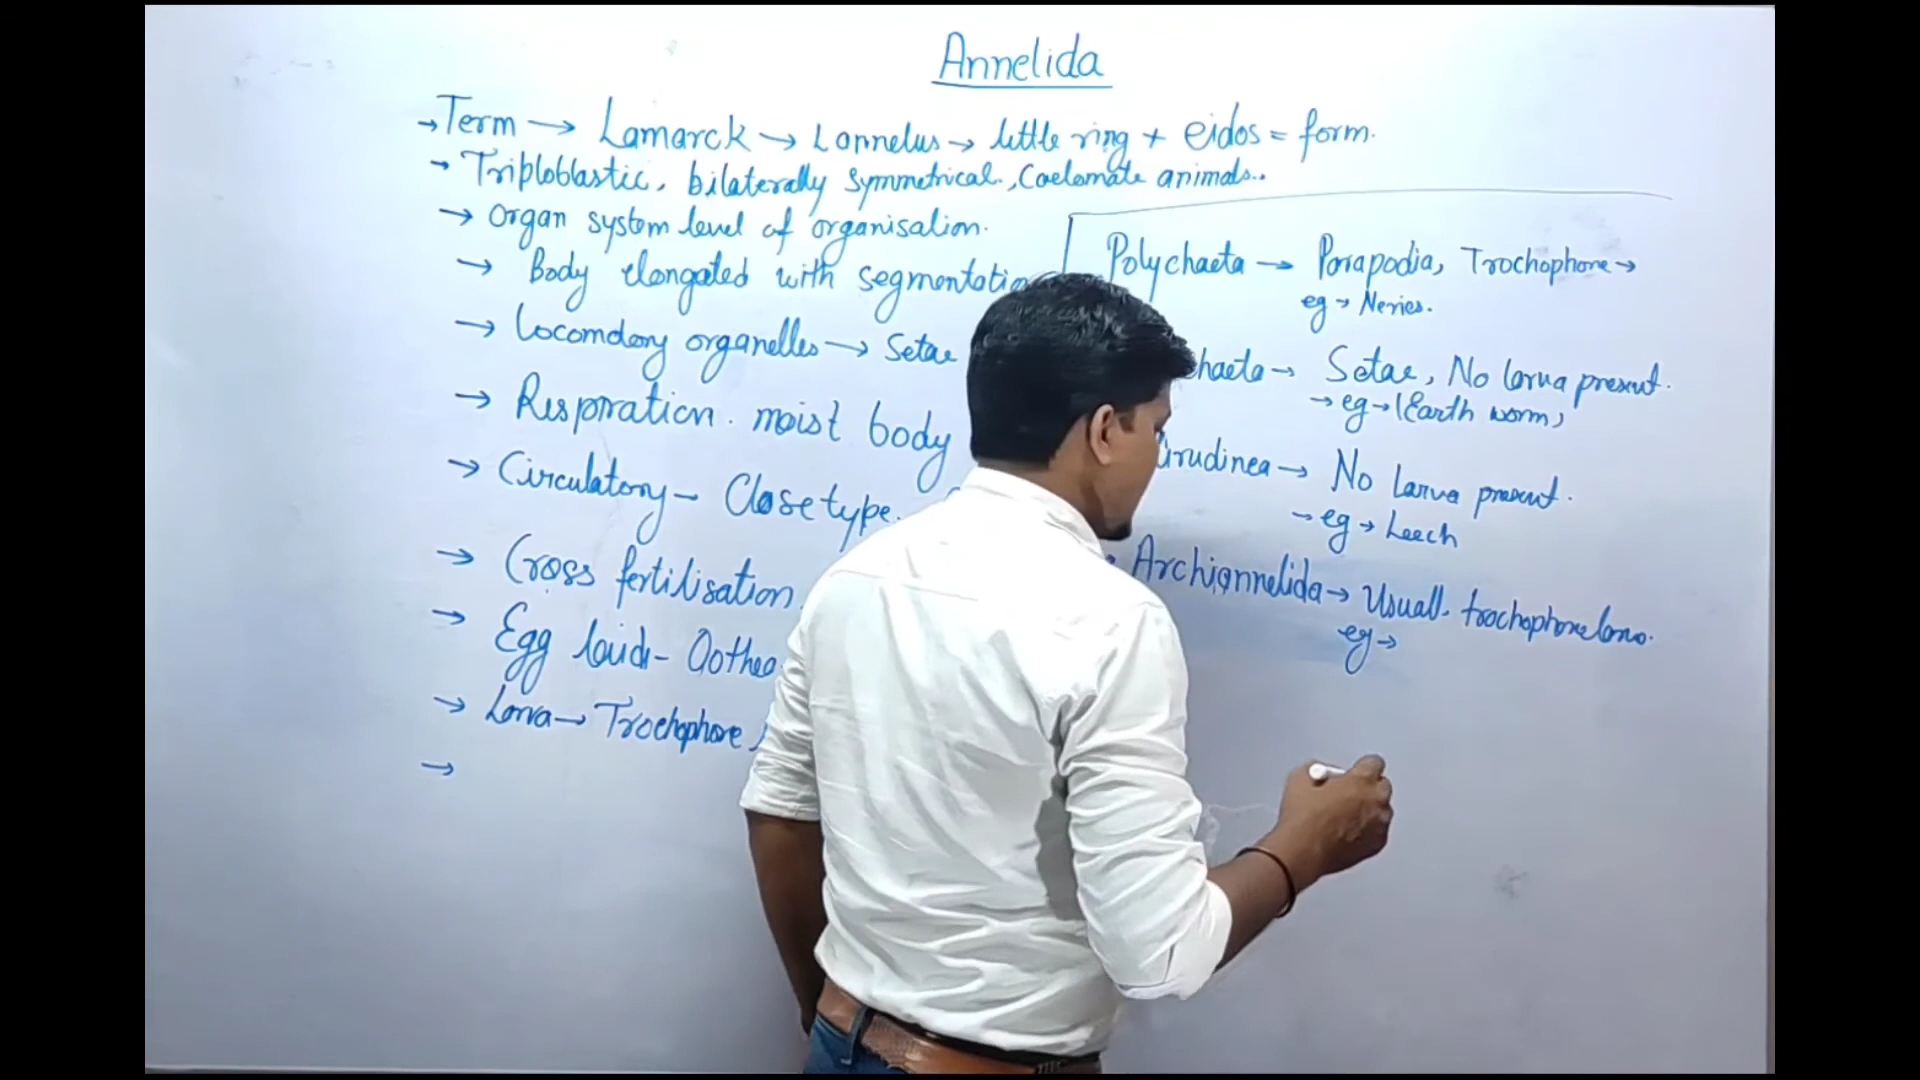 Annelida
→ Term → Lamarck → Lannelus → little ring + eidos = form.
→ Triploblastic, bilaterally symmetrical, Coelomate animals..
→ Organ system level of organisation.
→ Body elongated with segmentatio
→ Locomotory organelles → Setae
→ Respiration. moist body
→ Circulatory - Close type.
→ Cross fertilisation
→ Egg laid - Oothea
→ Larva → Trochophore,
→
Polychaeta → Parapodia, Trochophore →
eg → Neries.
haeta → Setae, No larva present.
→ eg → (Earth worm)
irudinea → No Larva present.
→ eg → Leech
Archiannelida → Usuall. trochophore larva.
eg →